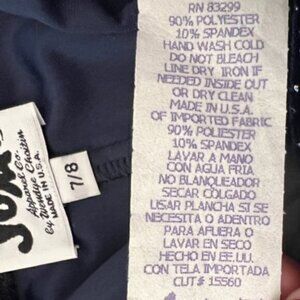 RN 83299
90% POLYESTER
10% SPANDEX
HAND WASH COLD
DO NOT BLEACH
LINE DRY IRON IF
NEEDED INSIDE OUT
OR DRY CLEAN
MADE IN U.S.A.
OF IMPORTED FABRIC
90% POLIESTER
10% SPANDEX
LAVAR A MANO
CON AGUA FRIA
NO BLANQUEADOR
SECAR COLGADO
USAR PLANCHA SI SE
NECESITA O ADENTRO
PARA AFUERA O
LAVAR EN SECO
HECHO EN EE.UU.
CON TELA IMPORTADA
CUT# 15560
7/8
MADE IN U.S.A.